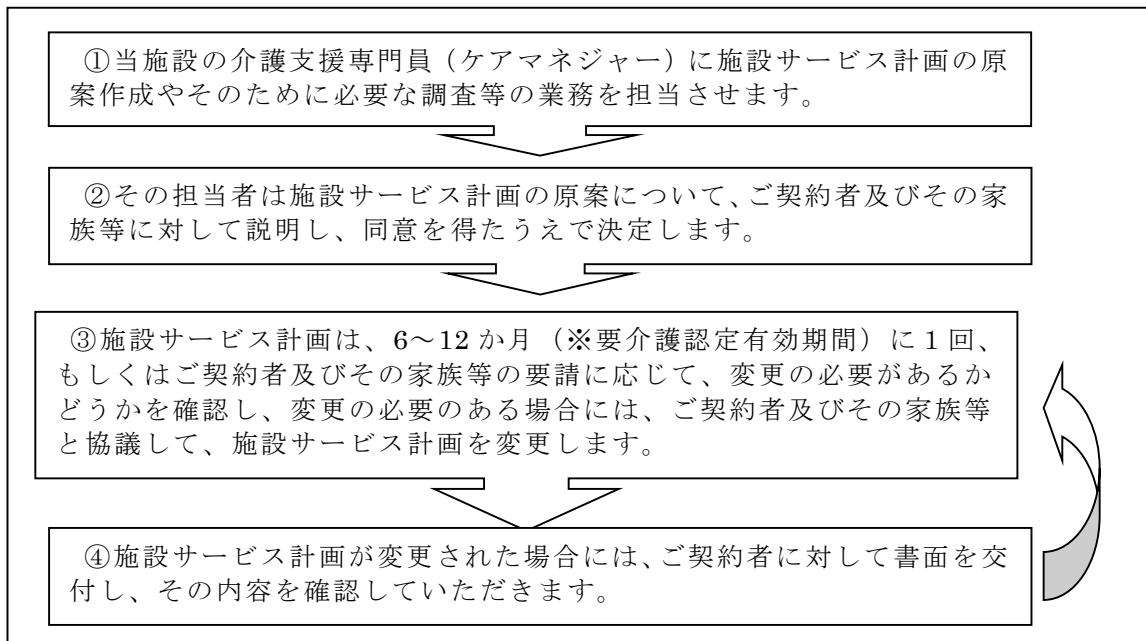 ①当施設の介護支援専門員(ケアマネジャー)に施設サービス計画の原
案作成やそのために必要な調査等の業務を担当させます。
②その担当者は施設サービス計画の原案について、ご契約者及びその家
族等に対して説明し、同意を得たうえで決定します。
③施設サービス計画は、6～12か月(※要介護認定有効期間)に1回、
もしくはご契約者及びその家族等の要請に応じて、変更の必要があるか
どうかを確認し、変更の必要のある場合には、ご契約者及びその家族等
と協議して、施設サービス計画を変更します。
④施設サービス計画が変更された場合には、ご契約者に対して書面を交
付し、その内容を確認していただきます。